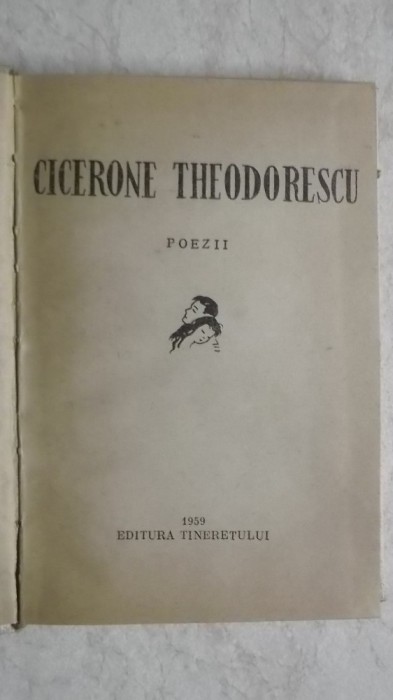 CICERONE THEODORESCU
POEZII
1959
EDITURA TINERETULUI